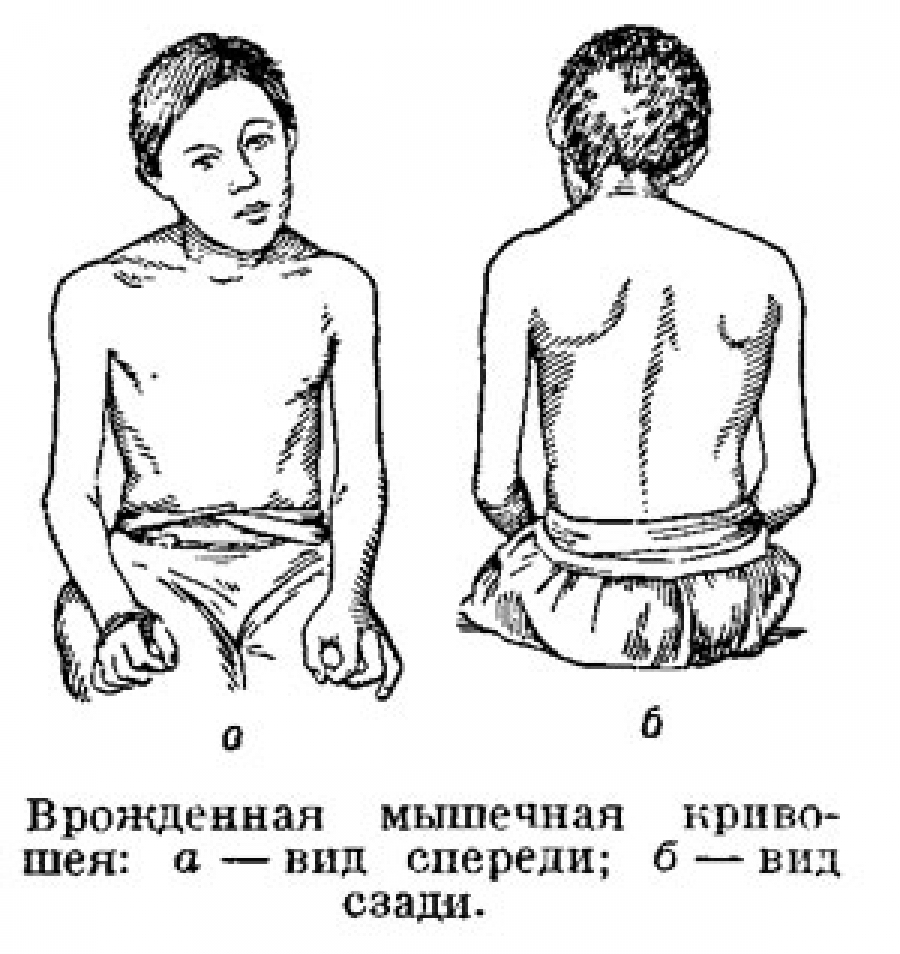 а
б
Врожденная мышечная криво-
шея: а — вид спереди; б — вид
сзади.